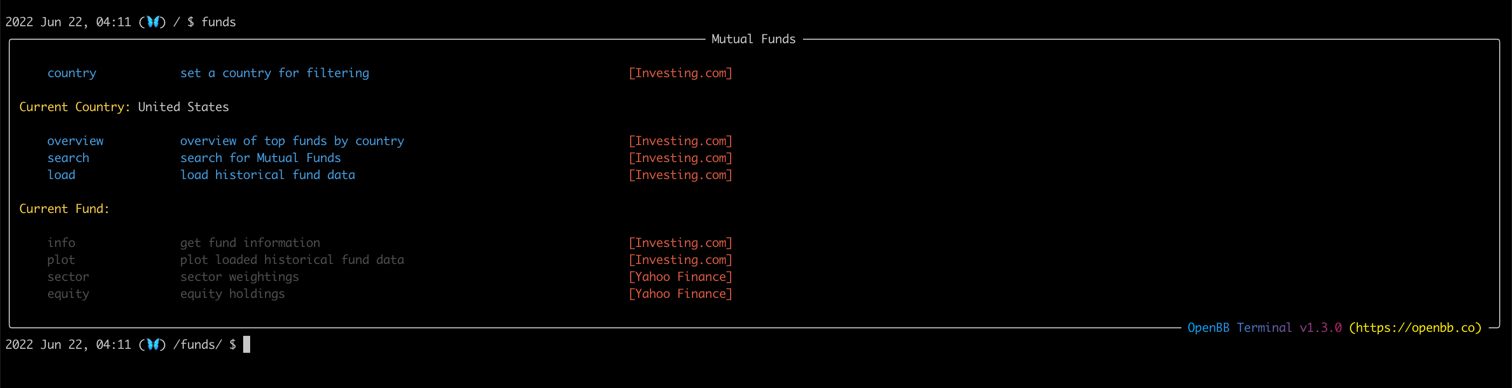 2022 Jun 22, 04:11 (🦋) / $ funds
Mutual Funds
country set a country for filtering [Investing.com]
Current Country: United States
overview overview of top funds by country [Investing.com]
search search for Mutual Funds [Investing.com]
load load historical fund data [Investing.com]
Current Fund:
info get fund information [Investing.com]
plot plot loaded historical fund data [Investing.com]
sector sector weightings [Yahoo Finance]
equity equity holdings [Yahoo Finance]
OpenBB Terminal v1.3.0 (https://openbb.co)
2022 Jun 22, 04:11 (🦋) /funds/ $